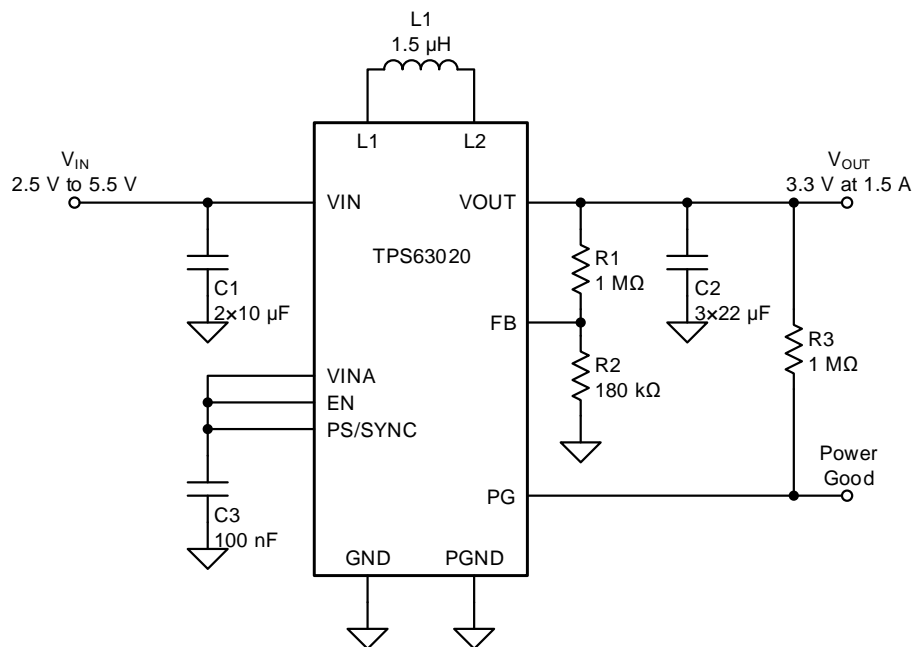 L1
1.5 µH
L1
L2
VIN
2.5 V to 5.5 V
VOUT
3.3 V at 1.5 A
VIN
VOUT
TPS63020
C1
2×10 µF
R1
1 MΩ
C2
3×22 µF
FB
R3
1 MΩ
R2
180 kΩ
VINA
EN
PS/SYNC
Power
Good
PG
C3
100 nF
GND
PGND